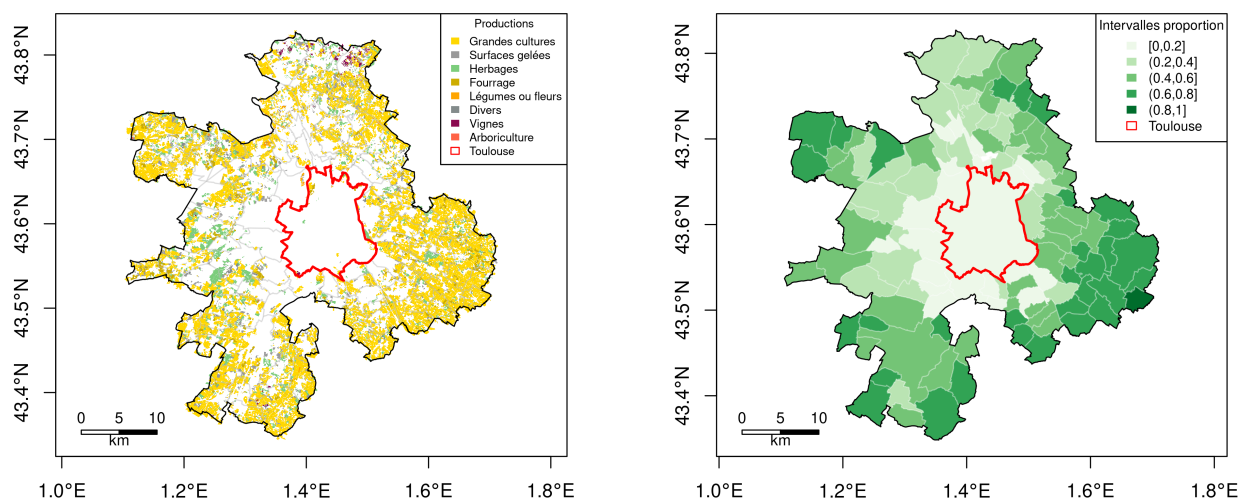 Productions
Grandes cultures
Surfaces gelées
Herbages
Fourrage
Légumes ou fleurs
Divers
Vignes
Arboriculture
Toulouse
43.8°N
43.7°N
43.6°N
43.5°N
43.4°N
0 5 10
km
1.0°E 1.2°E 1.4°E 1.6°E 1.8°E
Intervalles proportion
[0,0.2]
(0.2,0.4]
(0.4,0.6]
(0.6,0.8]
(0.8,1]
Toulouse
43.8°N
43.7°N
43.6°N
43.5°N
43.4°N
0 5 10
km
1.0°E 1.2°E 1.4°E 1.6°E 1.8°E